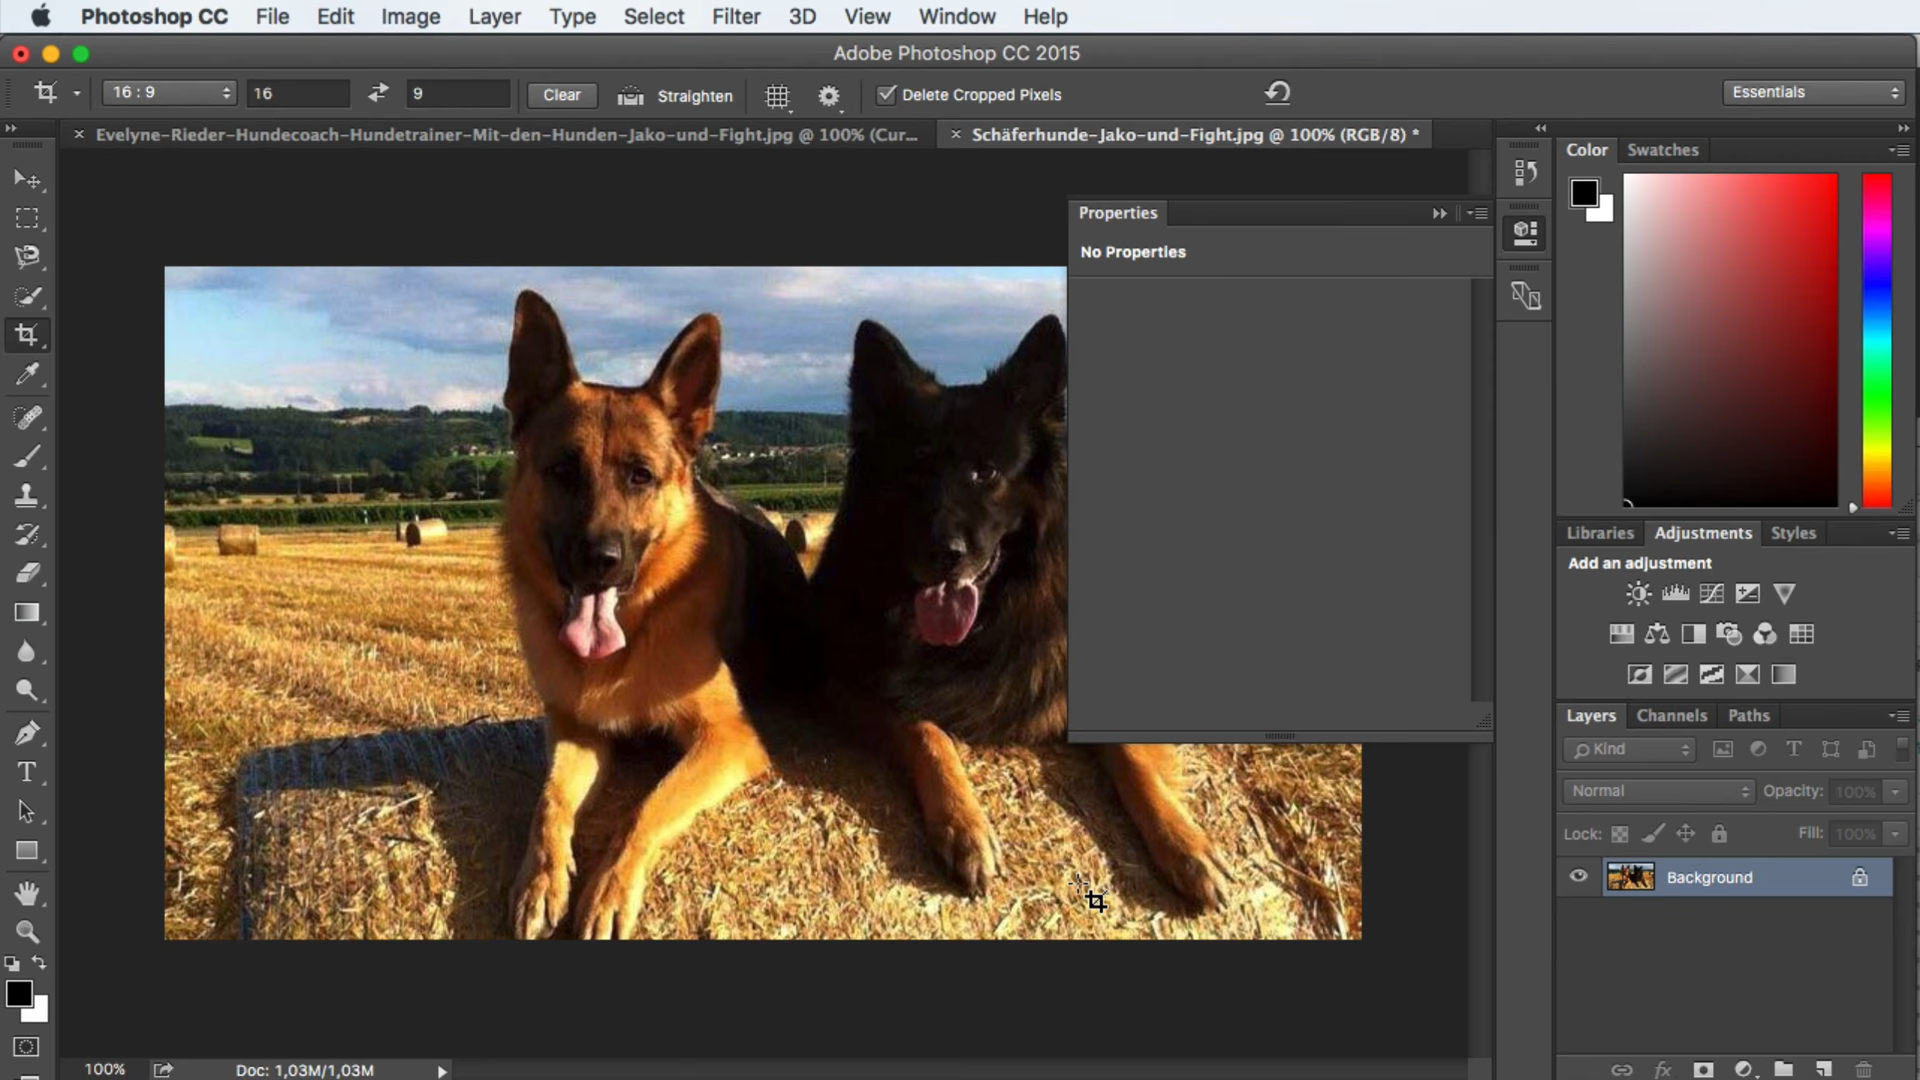 Photoshop CC File Edit Image Layer Type Select Filter 3D View Window Help
Adobe Photoshop CC 2015
16 : 9 16 9 Clear Straighten Delete Cropped Pixels Essentials
Evelyne-Rieder-Hundecoach-Hundetrainer-Mit-den-Hunden-Jako-und-Fight.jpg @ 100% (Cur... Schäferhunde-Jako-und-Fight.jpg @ 100% (RGB/8) *
Color Swatches
Properties
No Properties
Libraries Adjustments Styles
Add an adjustment
Layers Channels Paths
Kind
Normal Opacity: 100%
Lock: Fill: 100%
Background
100% Doc: 1,03M/1,03M